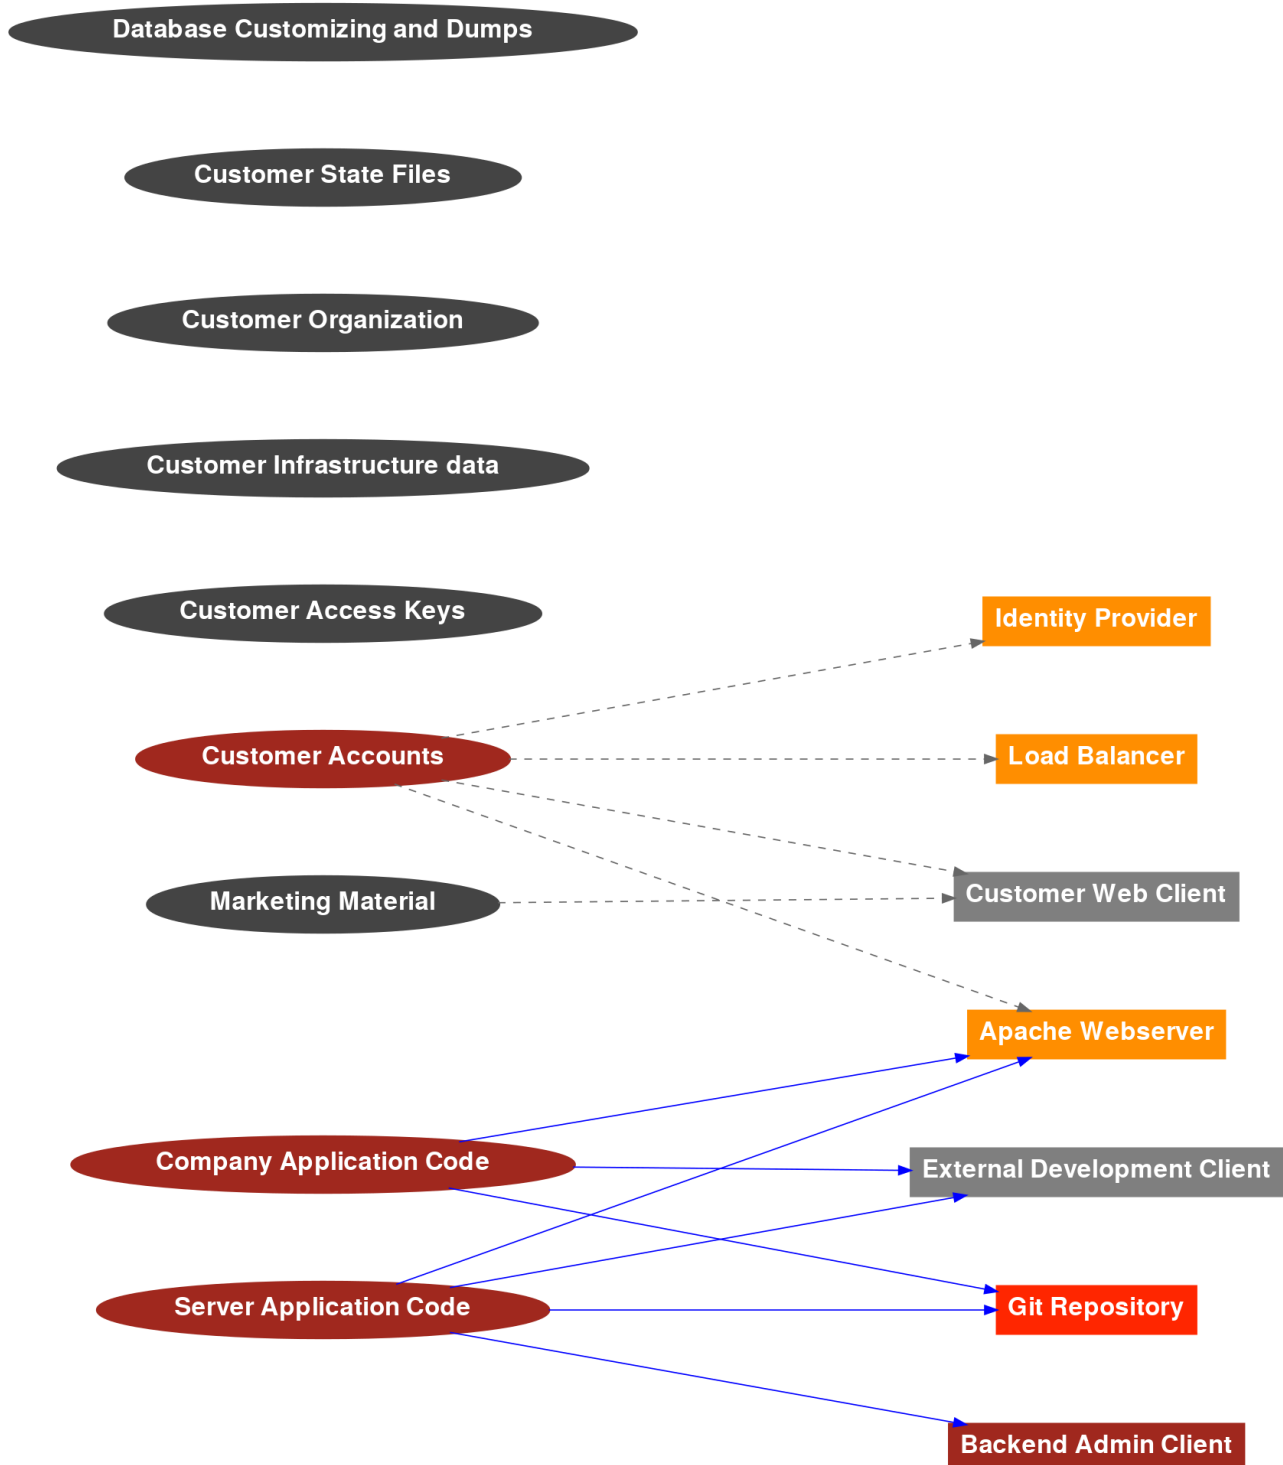 Database Customizing and Dumps
Customer State Files
Customer Organization
Customer Infrastructure data
Customer Access Keys
Identity Provider
Customer Accounts
Load Balancer
Marketing Material
Customer Web Client
Apache Webserver
Company Application Code
External Development Client
Server Application Code
Git Repository
Backend Admin Client